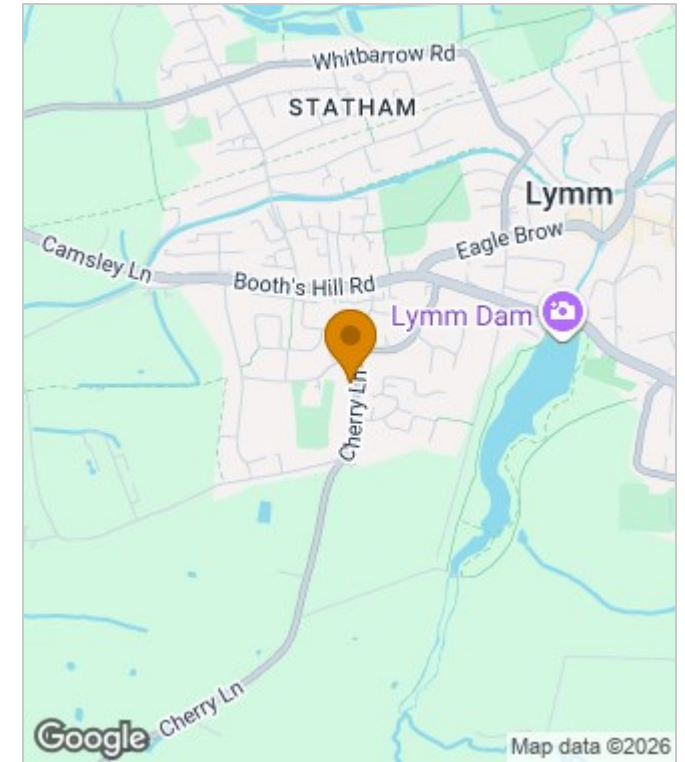 Whitbarrow Rd
STATHAM
Lymm
Eagle Brow
Camsley Ln
Booth's Hill Rd
Lymm Dam
Cherry Ln
Cherry Ln
Google
Map data ©2026